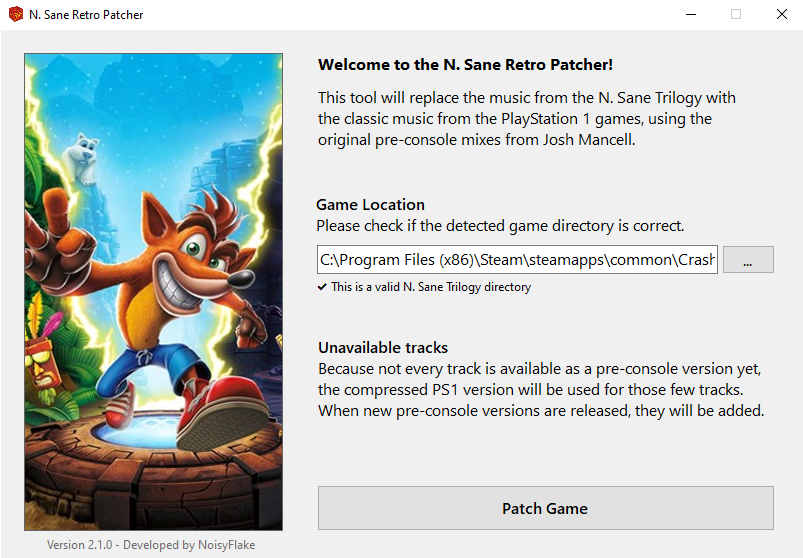 N. Sane Retro Patcher
Welcome to the N. Sane Retro Patcher!
This tool will replace the music from the N. Sane Trilogy with
the classic music from the PlayStation 1 games, using the
original pre-console mixes from Josh Mancell.
Game Location
Please check if the detected game directory is correct.
C:\Program Files (x86)\Steam\steamapps\common\Crash
...
✔ This is a valid N. Sane Trilogy directory
Unavailable tracks
Because not every track is available as a pre-console version yet,
the compressed PS1 version will be used for those few tracks.
When new pre-console versions are released, they will be added.
Patch Game
Version 2.1.0 - Developed by NoisyFlake